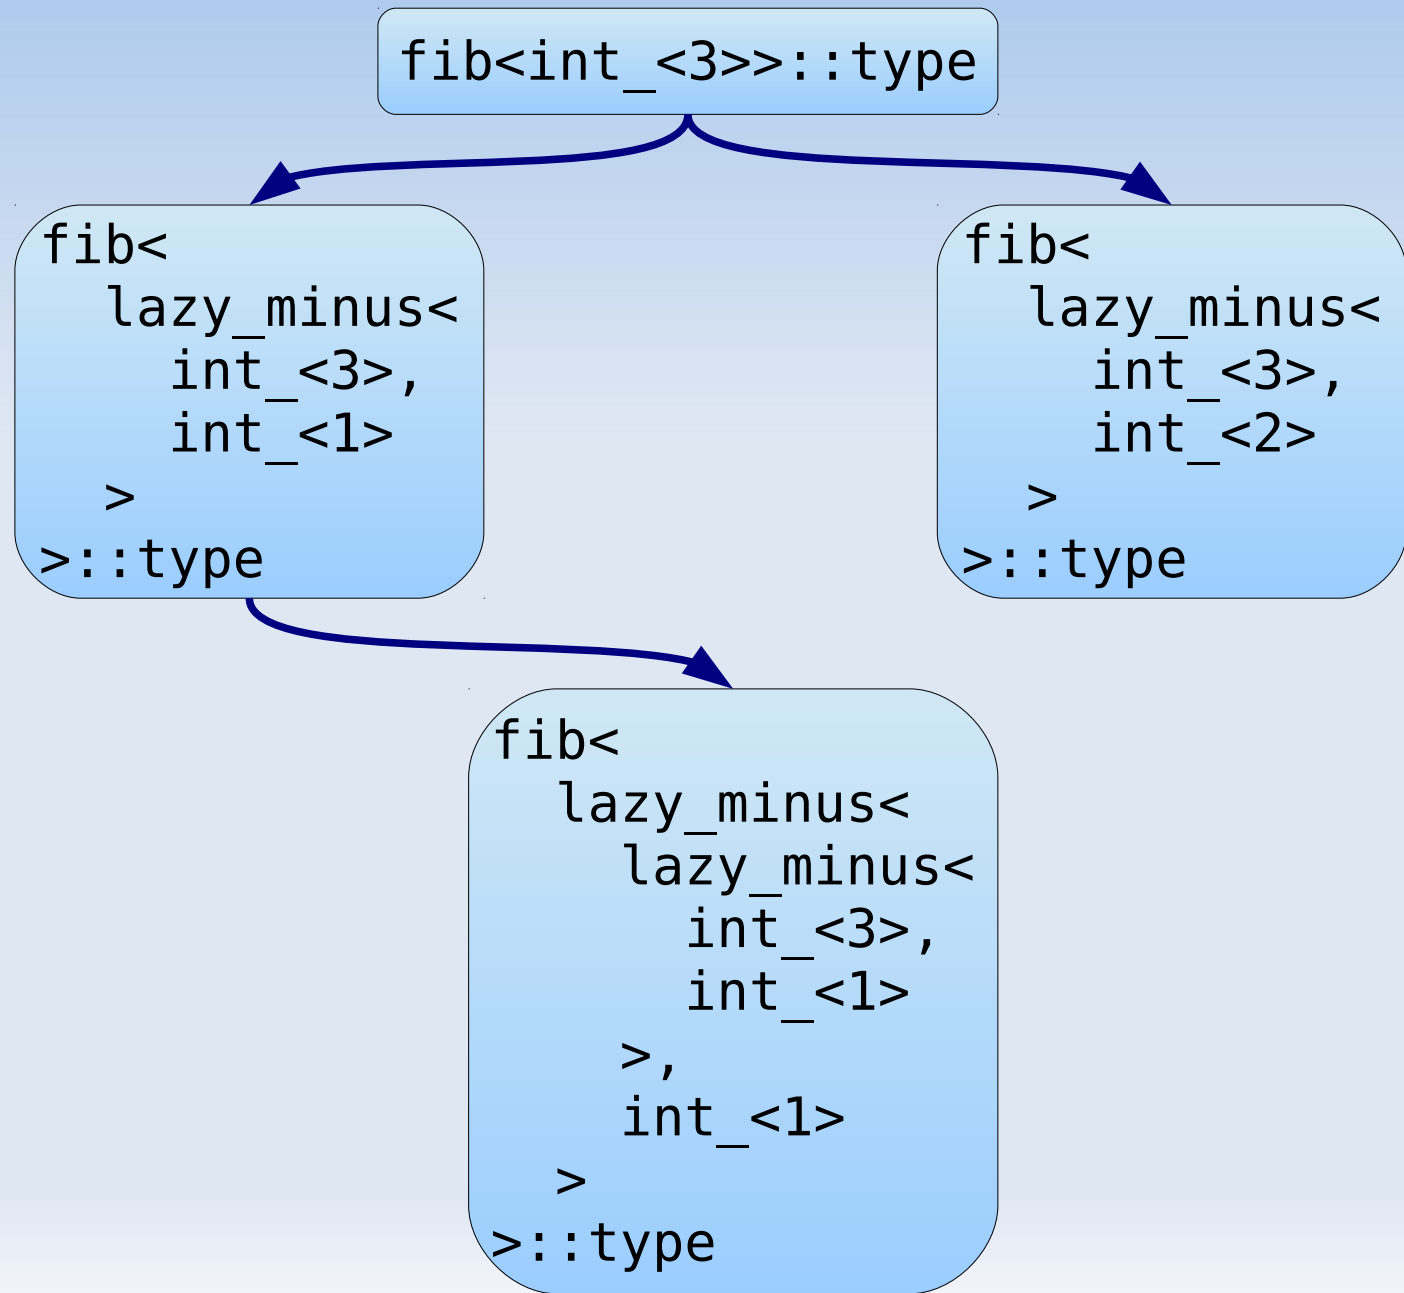 fib<int_<3>>::type
fib<
  lazy_minus<
    int_<3>,
    int_<1>
  >
>::type
fib<
  lazy_minus<
    int_<3>,
    int_<2>
  >
>::type
fib<
  lazy_minus<
    lazy_minus<
      int_<3>,
      int_<1>
    >,
    int_<1>
  >
>::type